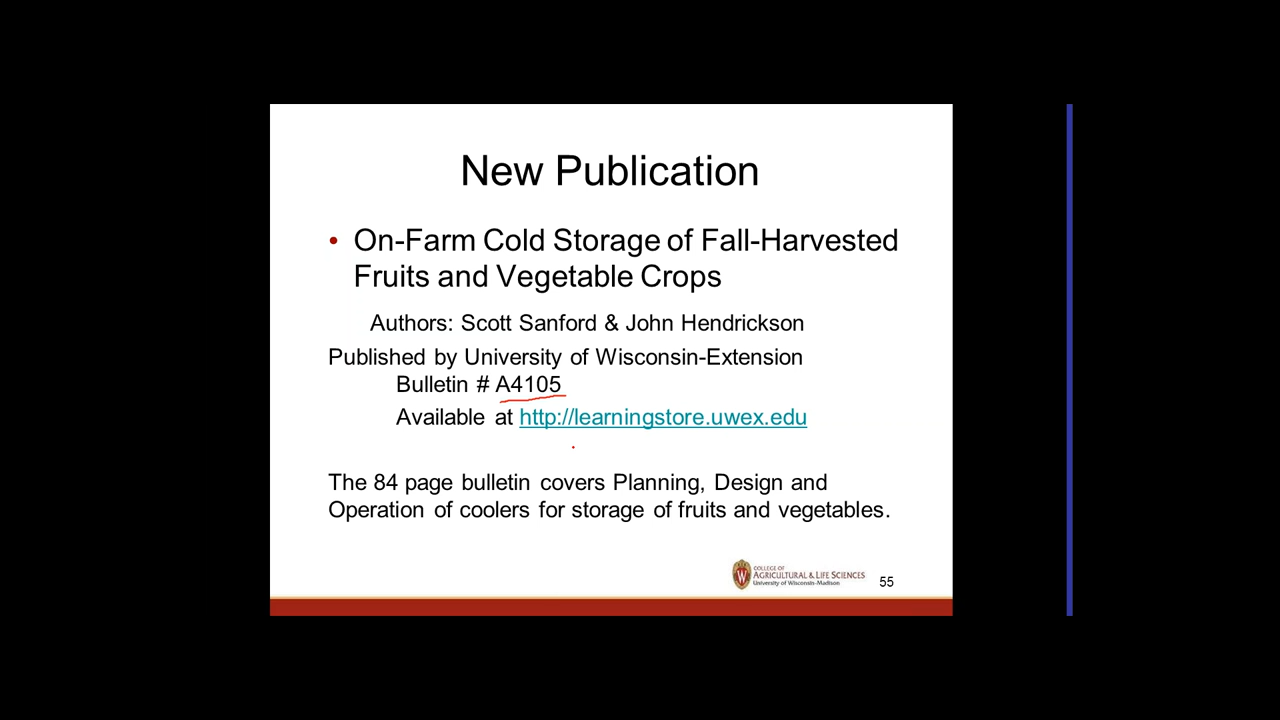 New Publication
• On-Farm Cold Storage of Fall-Harvested
Fruits and Vegetable Crops
Authors: Scott Sanford & John Hendrickson
Published by University of Wisconsin-Extension
Bulletin # A4105
Available at http://learningstore.uwex.edu
The 84 page bulletin covers Planning, Design and
Operation of coolers for storage of fruits and vegetables.
COLLEGE OF
AGRICULTURAL & LIFE SCIENCES
University of Wisconsin-Madison
55